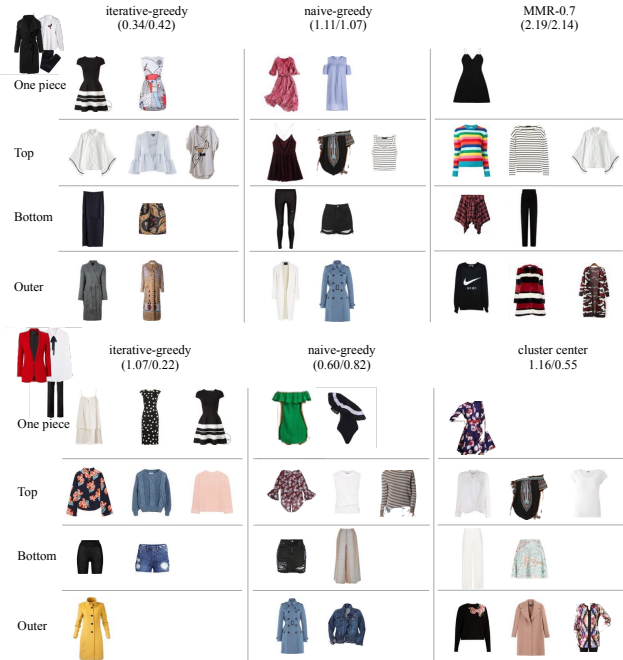 iterative-greedy
(0.34/0.42)
naive-greedy
(1.11/1.07)
MMR-0.7
(2.19/2.14)
One piece
Top
Bottom
Outer
iterative-greedy
(1.07/0.22)
naive-greedy
(0.60/0.82)
cluster center
1.16/0.55
One piece
Top
Bottom
Outer